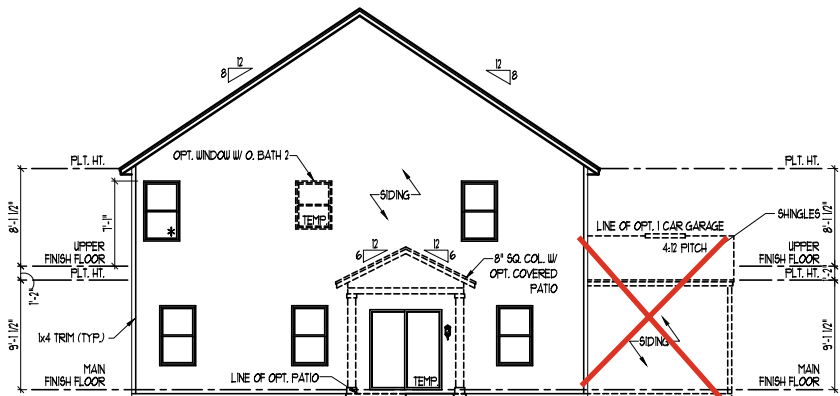 12
8
12
8
PLT. HT.
OPT. WINDOW W/ O. BATH 2
PLT. HT.
8'-1 1/2"
7'-1"
TEMP.
SIDING
*
LINE OF OPT. 1 CAR GARAGE
SHINGLES
8'-1 1/2"
UPPER
FINISH FLOOR
12
6
12
6
8" SQ. COL. W/
OPT. COVERED
PATIO
4:12 PITCH
UPPER
FINISH FLOOR
PLT. HT.
1'-2"
PLT. HT.
1'-2"
9'-1 1/2"
1x4 TRIM (TYP.)
SIDING
9'-1 1/2"
MAIN
FINISH FLOOR
LINE OF OPT. PATIO
TEMP.
MAIN
FINISH FLOOR